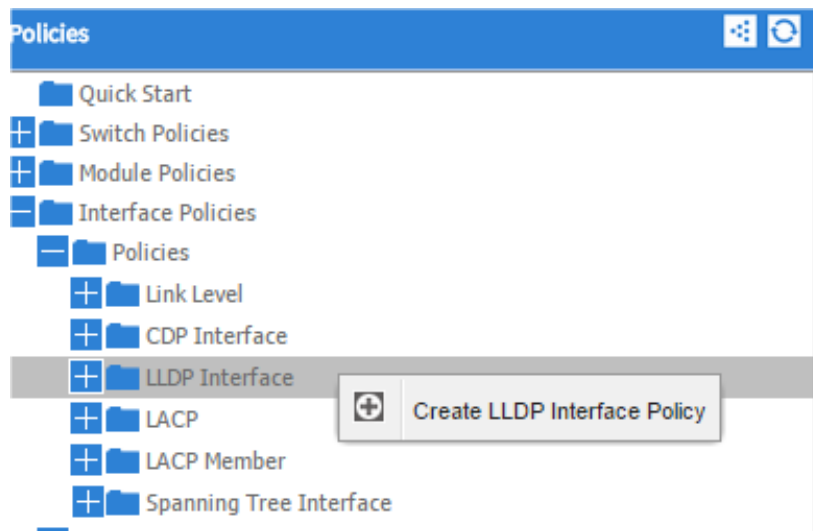 Policies
Quick Start
Switch Policies
Module Policies
Interface Policies
Policies
Link Level
CDP Interface
LLDP Interface
Create LLDP Interface Policy
LACP
LACP Member
Spanning Tree Interface